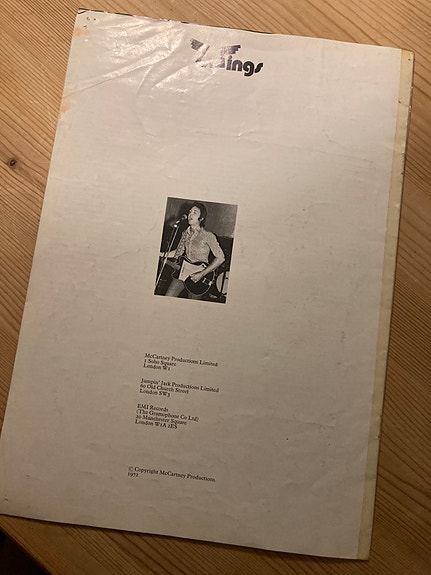 Wings
McCartney Productions Limited
1 Soho Square
London W1
Jumpin' Jack Productions Limited
60 Old Church Street
London SW3
EMI Records
(The Gramophone Co Ltd)
20 Manchester Square
London W1A 1ES
© Copyright McCartney Productions
1972